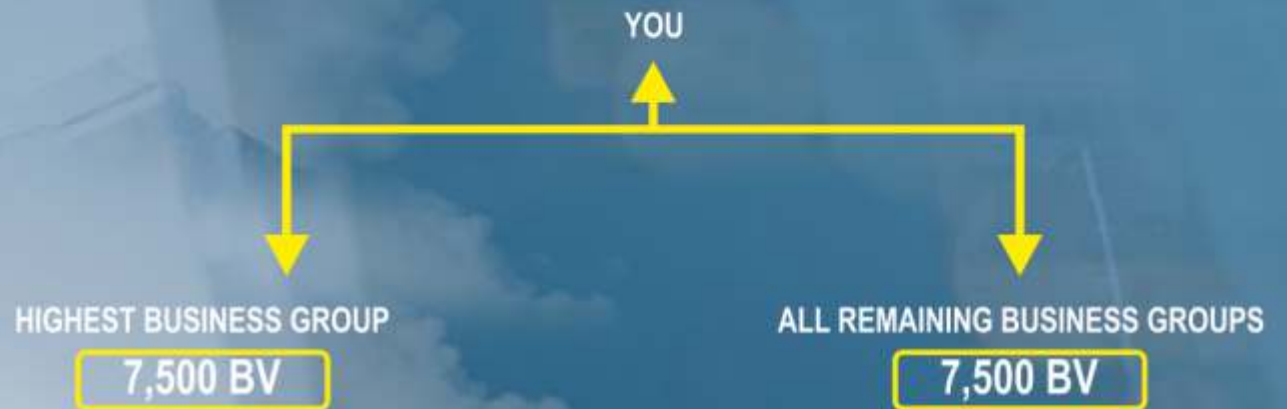 YOU
HIGHEST BUSINESS GROUP
ALL REMAINING BUSINESS GROUPS
7,500 BV
7,500 BV